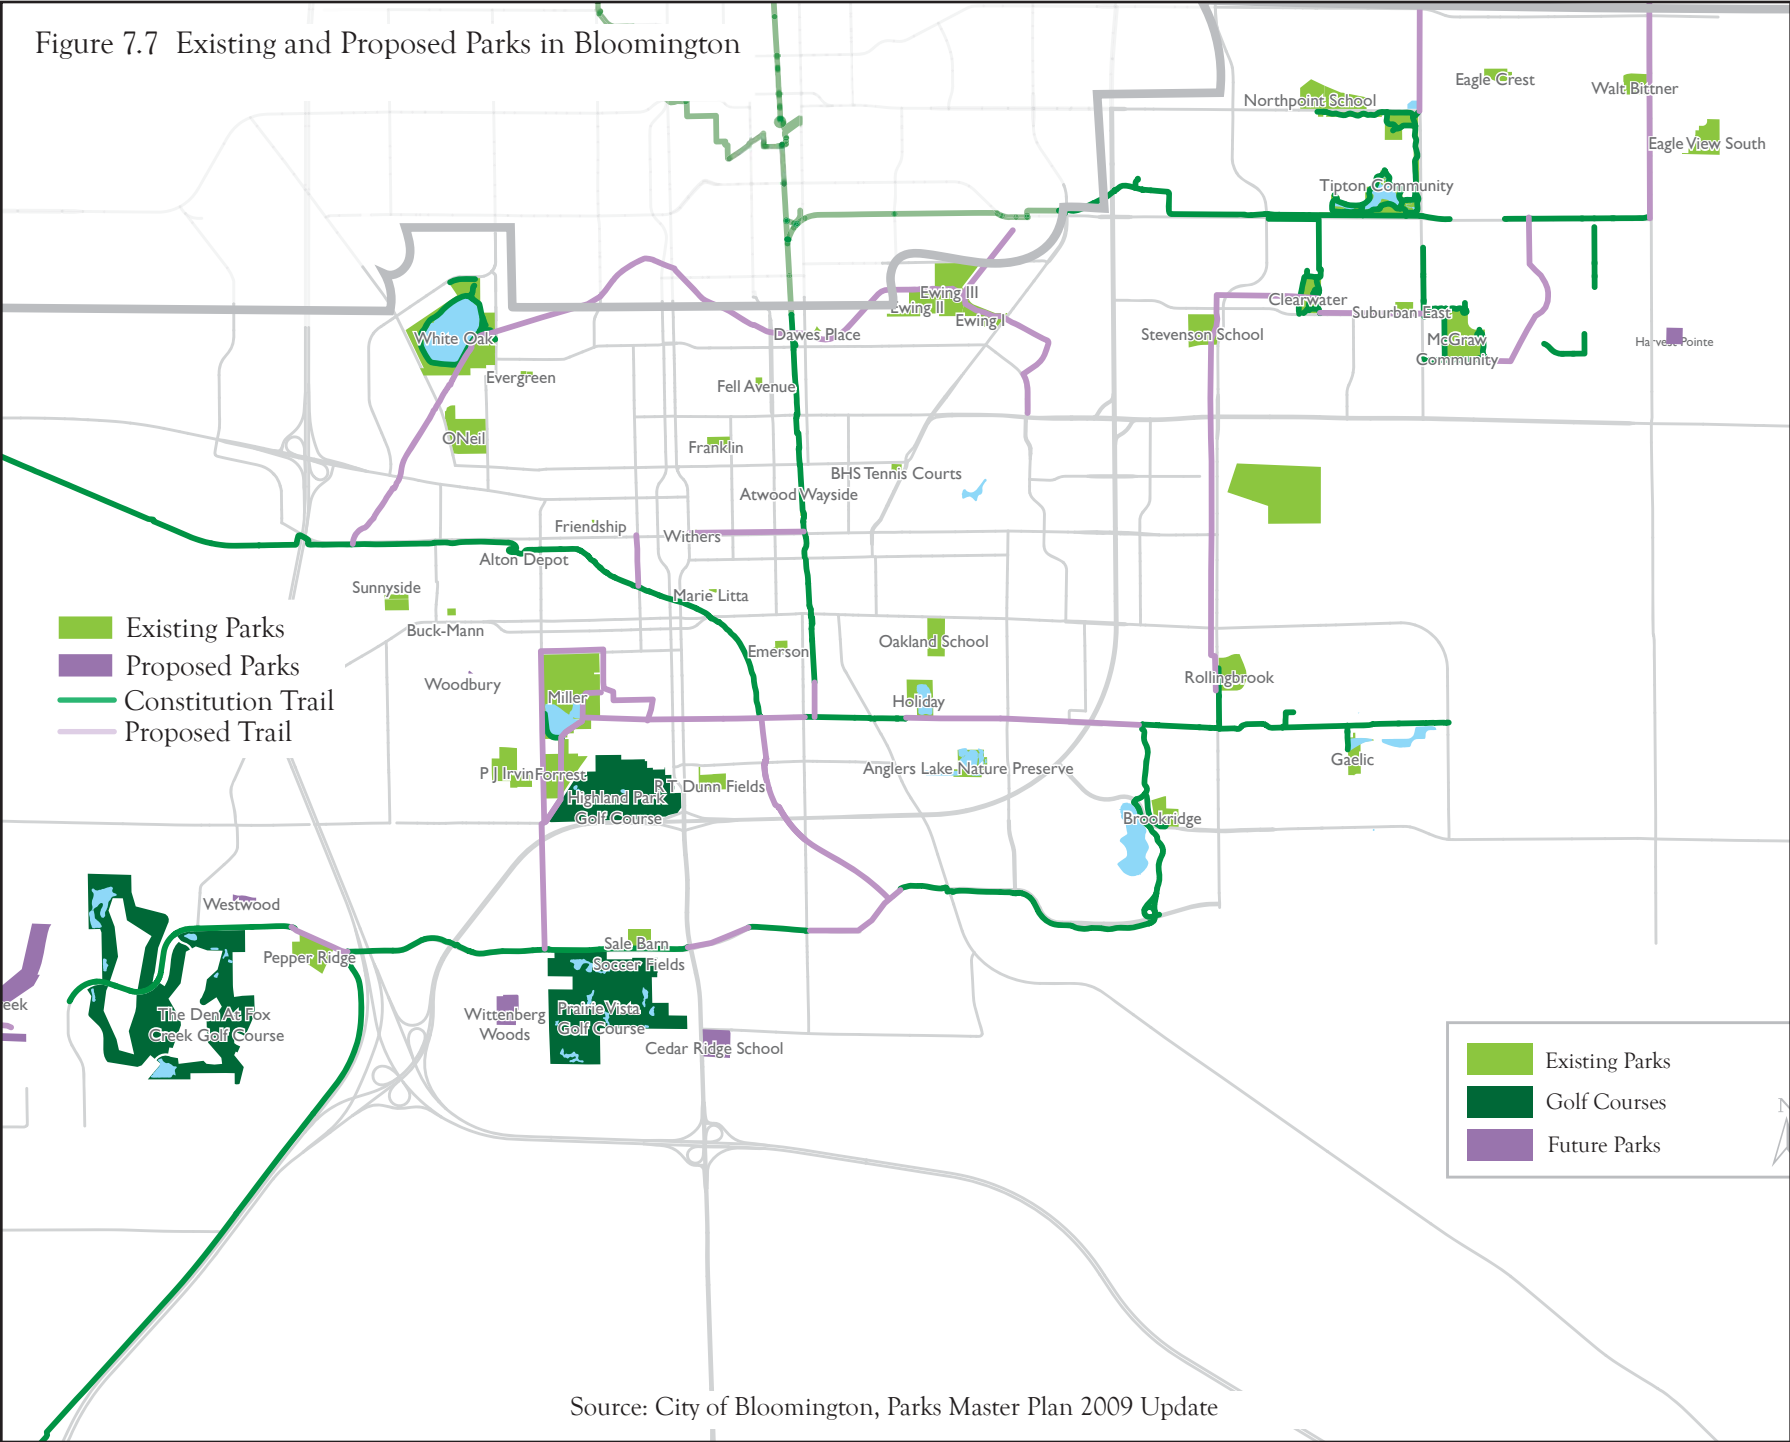 Figure 7.7 Existing and Proposed Parks in Bloomington
Eagle Crest
Walt Bittner
Northpoint School
Eagle View South
Tipton Community
Ewing III
Ewing II
Ewing I
Clearwater
Suburban East
White Oak
Dawes Place
Stevenson School
McGraw
Community
Harvest Pointe
Evergreen
Fell Avenue
ONeil
Franklin
BHS Tennis Courts
Atwood Wayside
Friendship
Withers
Alton Depot
Sunnyside
Marie Litta
Buck-Mann
Existing Parks
Proposed Parks
Constitution Trail
Proposed Trail
Emerson
Oakland School
Woodbury
Miller
Holiday
Rollingbrook
P J Irvin
Forrest
R T Dunn Fields
Anglers Lake Nature Preserve
Gaelic
Highland Park
Golf Course
Brookridge
Westwood
Pepper Ridge
Sale Barn
Soccer Fields
eek
The Den At Fox
Creek Golf Course
Wittenberg
Woods
Prairie Vista
Golf Course
Cedar Ridge School
Existing Parks
Golf Courses
Future Parks
N
Source: City of Bloomington, Parks Master Plan 2009 Update